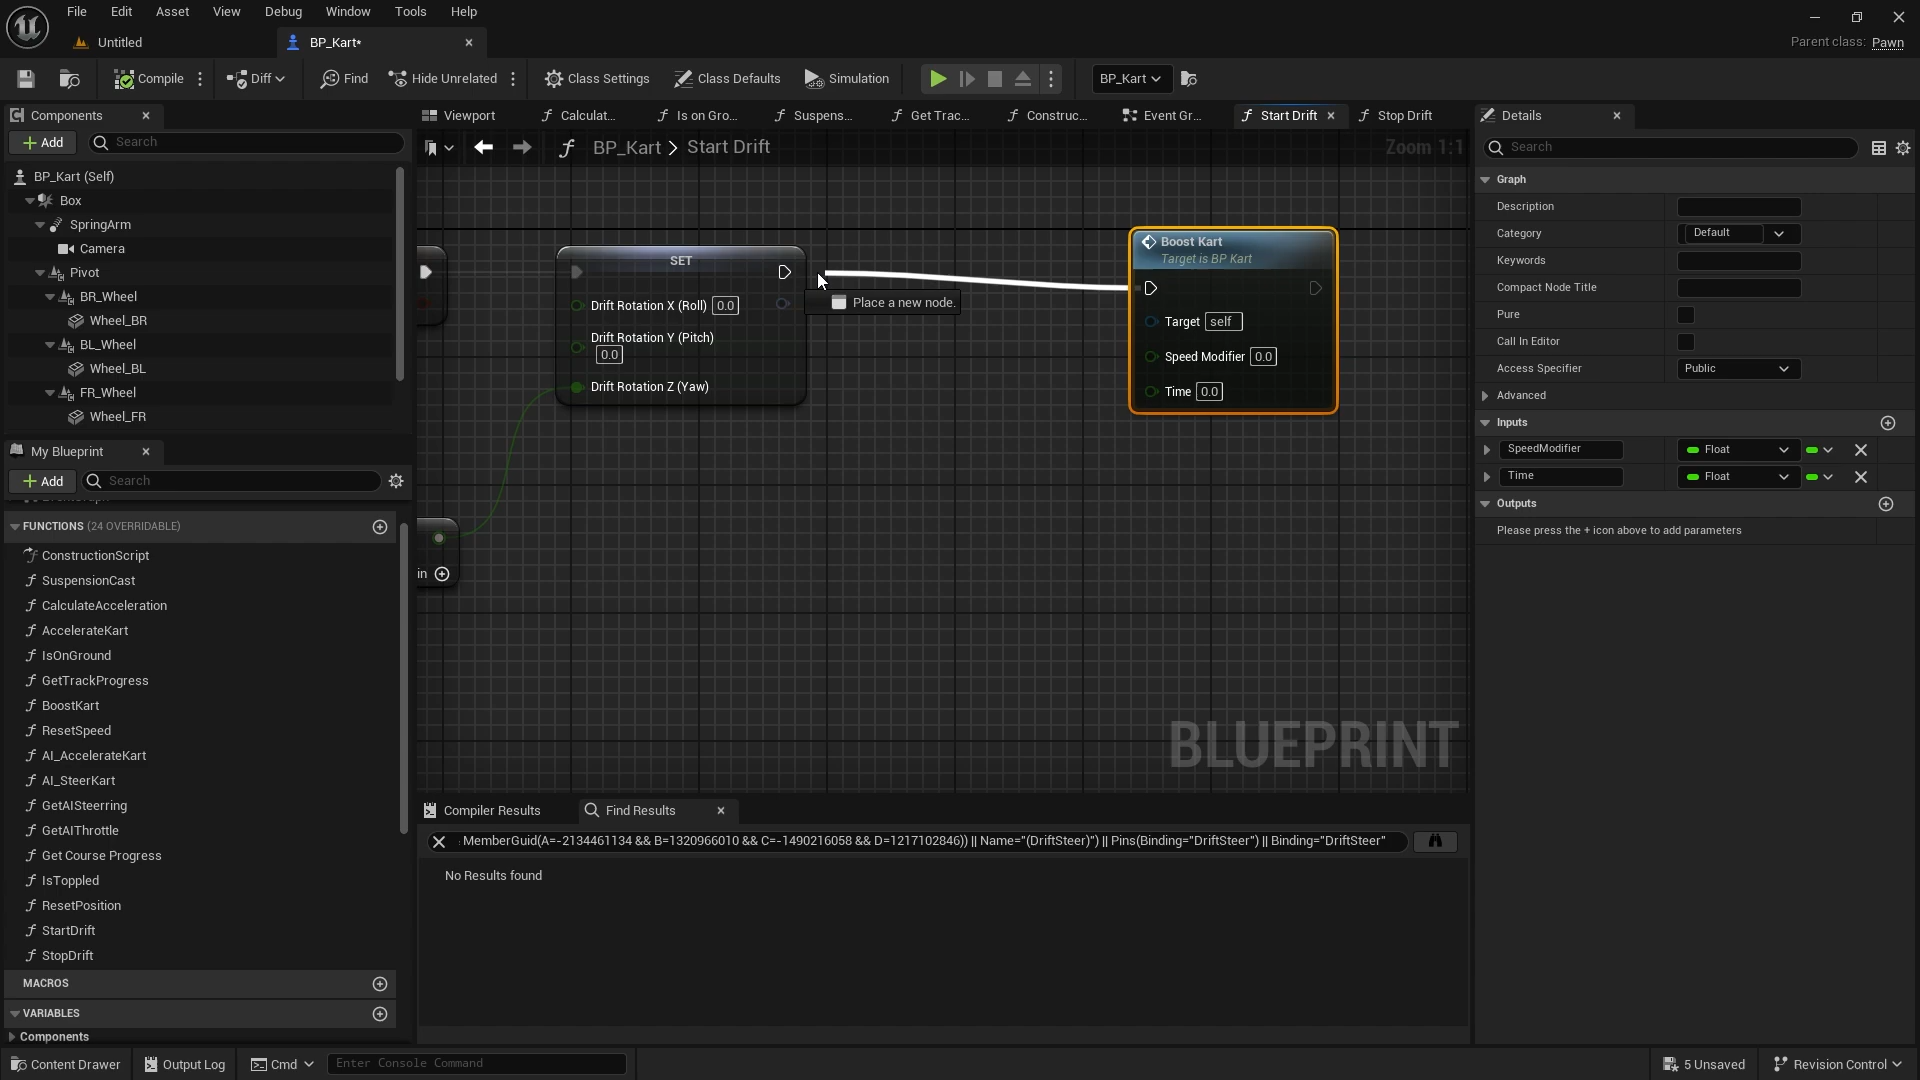 File Edit Asset View Debug Window Tools Help
Untitled
BP_Kart*
Parent class: Pawn
Compile
Diff
Find
Hide Unrelated
Class Settings
Class Defaults
Simulation
BP_Kart
Components
Add
Search
BP_Kart (Self)
Box
SpringArm
Camera
Pivot
BR_Wheel
Wheel_BR
BL_Wheel
Wheel_BL
FR_Wheel
Wheel_FR
My Blueprint
Add
Search
FUNCTIONS (24 OVERRIDABLE)
ConstructionScript
SuspensionCast
CalculateAcceleration
AccelerateKart
IsOnGround
GetTrackProgress
BoostKart
ResetSpeed
AI_AccelerateKart
AI_SteerKart
GetAISteerring
GetAIThrottle
Get Course Progress
IsToppled
ResetPosition
StartDrift
StopDrift
MACROS
VARIABLES
Components
Viewport
Calculat...
Is on Gro...
Suspens...
Get Trac...
Construc...
Event Gr...
Start Drift
Stop Drift
BP_Kart > Start Drift
Zoom 1:1
SET
Drift Rotation X (Roll) 0.0
Drift Rotation Y (Pitch)
0.0
Drift Rotation Z (Yaw)
in
Place a new node.
Boost Kart
Target is BP Kart
Target self
Speed Modifier 0.0
Time 0.0
BLUEPRINT
Compiler Results
Find Results
MemberGuid(A=-2134461134 && B=1320966010 && C=-1490216058 && D=1217102846)) || Name="(DriftSteer)") || Pins(Binding="DriftSteer") || Binding="DriftSteer"
No Results found
Details
Search
Graph
Description
Category Default
Keywords
Compact Node Title
Pure
Call In Editor
Access Specifier Public
Advanced
Inputs
SpeedModifier Float
Time Float
Outputs
Please press the + icon above to add parameters
Content Drawer
Output Log
Cmd
Enter Console Command
5 Unsaved
Revision Control